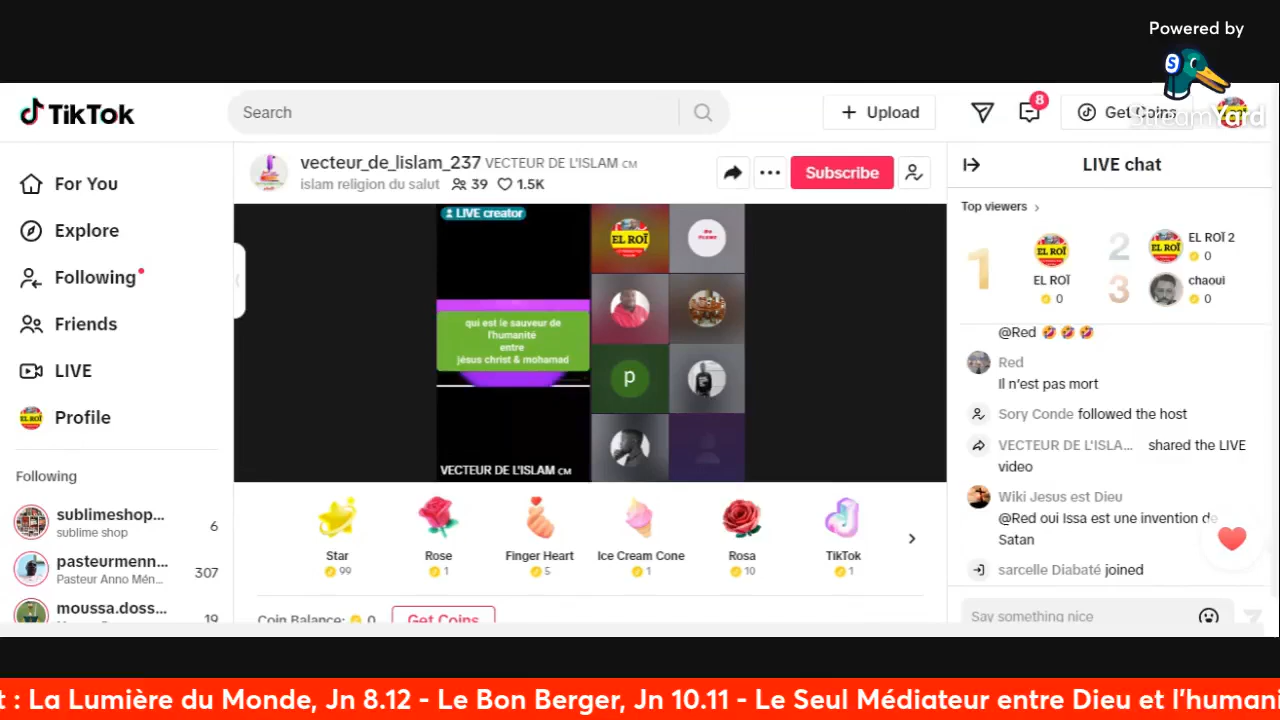 Powered by
StreamYard
TikTok
Search
Upload
8
Get Coins
For You
Explore
Following
Friends
LIVE
Profile
Following
sublimeshop...
sublime shop
6
pasteurmenn...
Pasteur Anno Mén...
307
moussa.doss...
19
vecteur_de_lislam_237 VECTEUR DE L'ISLAM CM
islam religion du salut 39 1.5K
Subscribe
LIVE creator
qui est le sauveur de
l'humanité
entre
jésus christ & mohamad
VECTEUR DE L'ISLAM CM
EL ROÏ
p
Star
99
Rose
1
Finger Heart
5
Ice Cream Cone
1
Rosa
10
TikTok
1
Coin Balance: 0
Get Coins
LIVE chat
Top viewers
1
EL ROÏ
EL ROÏ
0
2
EL ROÏ
EL ROÏ 2
0
3
chaoui
0
@Red 🤣 🤣 🤣
Red
Il n'est pas mort
Sory Conde followed the host
VECTEUR DE L'ISLA... shared the LIVE
video
Wiki Jesus est Dieu
@Red oui Issa est une invention de
Satan
sarcelle Diabaté joined
Say something nice
t : La Lumière du Monde, Jn 8.12 - Le Bon Berger, Jn 10.11 - Le Seul Médiateur entre Dieu et l'humani